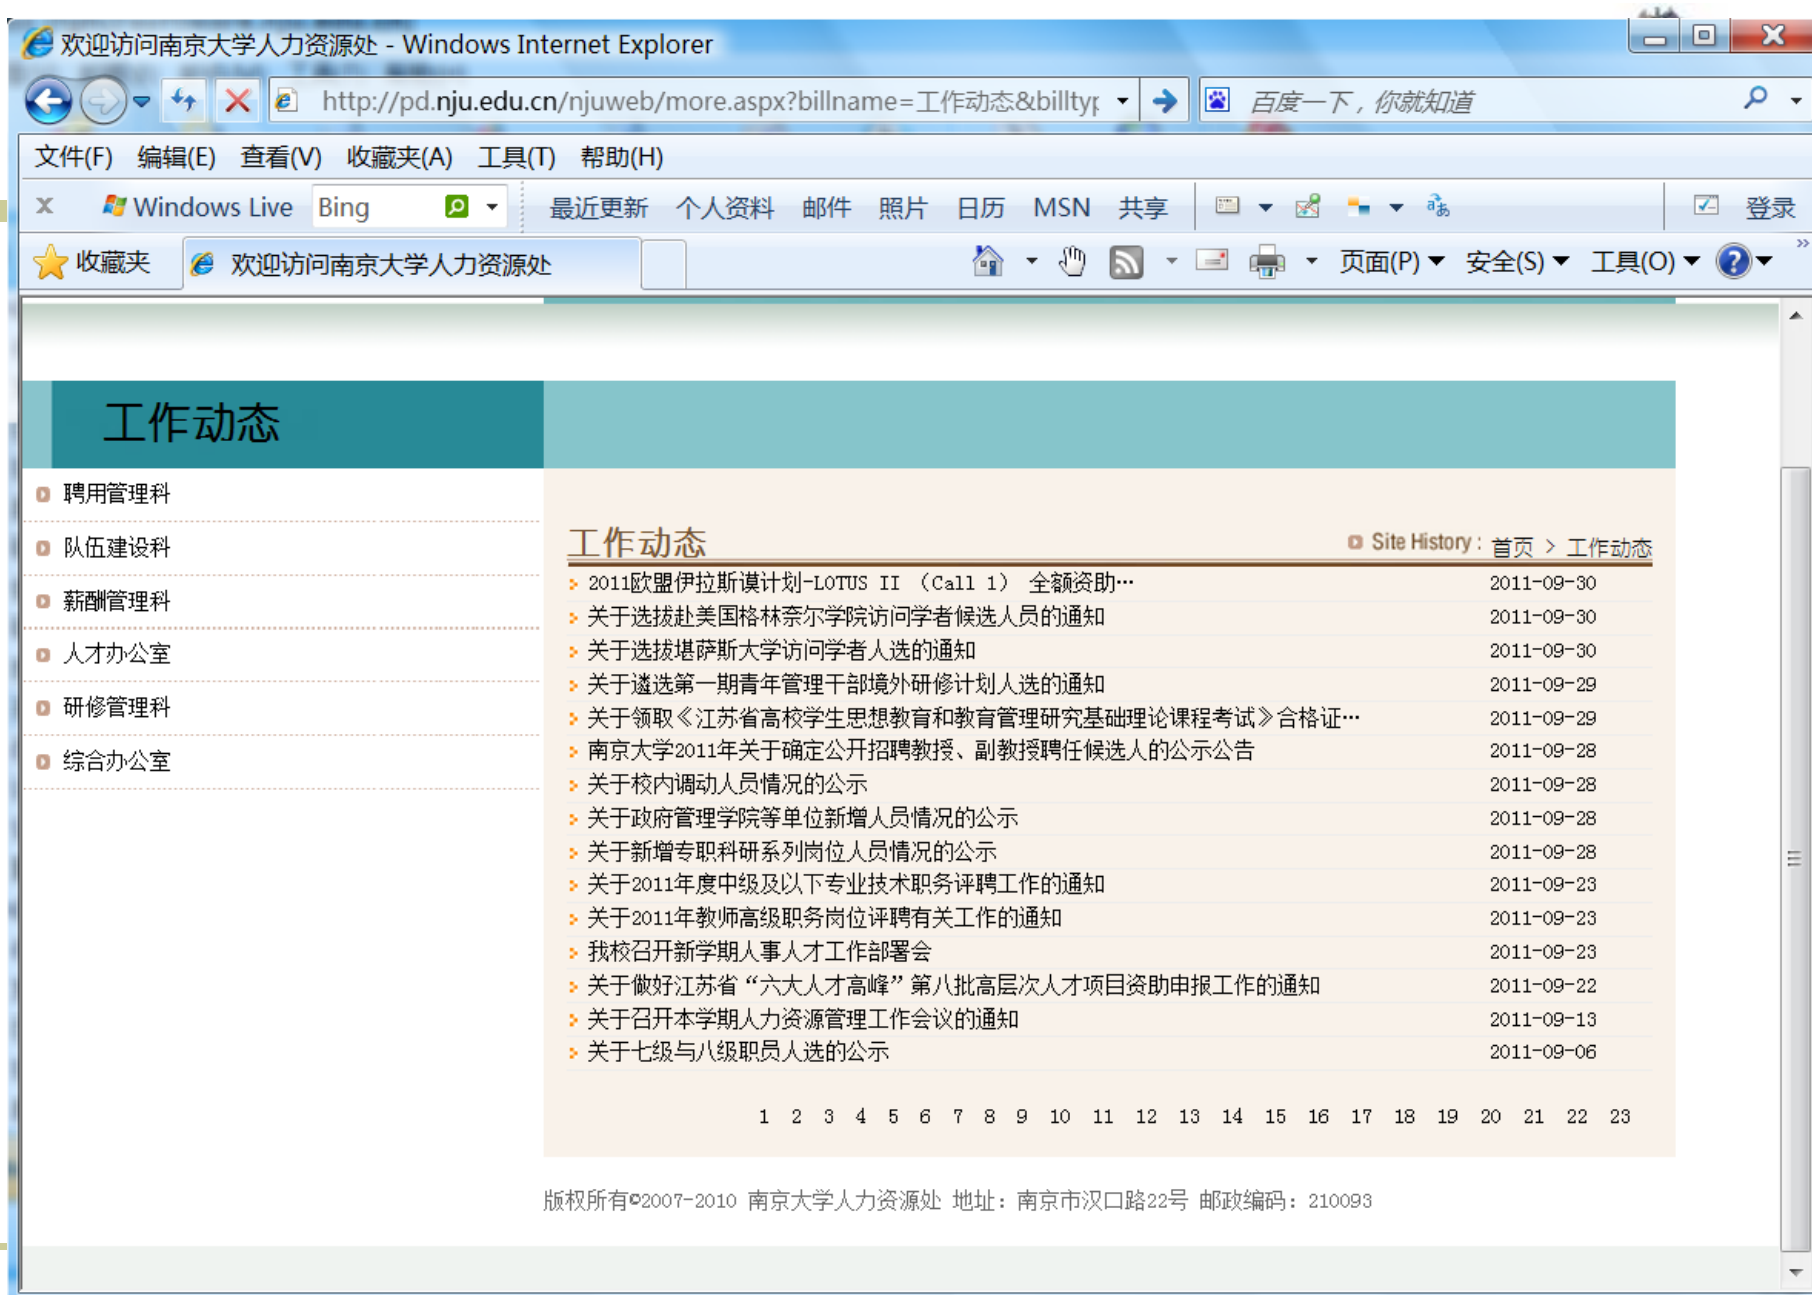 欢迎访问南京大学人力资源处 - Windows Internet Explorer
http://pd.nju.edu.cn/njuweb/more.aspx?billname=工作动态&billtyp 百度一下，你就知道
文件(F) 编辑(E) 查看(V) 收藏夹(A) 工具(T) 帮助(H)
x Windows Live Bing 最近更新 个人资料 邮件 照片 日历 MSN 共享 登录
收藏夹 欢迎访问南京大学人力资源处 页面(P) 安全(S) 工具(O)
工作动态
聘用管理科
队伍建设科
薪酬管理科
人才办公室
研修管理科
综合办公室
工作动态 Site History : 首页 > 工作动态
2011欧盟伊拉斯谟计划-LOTUS II （Call 1） 全额资助… 2011-09-30
关于选拔赴美国格林奈尔学院访问学者候选人员的通知 2011-09-30
关于选拔堪萨斯大学访问学者人选的通知 2011-09-30
关于遴选第一期青年管理干部境外研修计划人选的通知 2011-09-29
关于领取《江苏省高校学生思想教育和教育管理研究基础理论课程考试》合格证… 2011-09-29
南京大学2011年关于确定公开招聘教授、副教授聘任候选人的公示公告 2011-09-28
关于校内调动人员情况的公示 2011-09-28
关于政府管理学院等单位新增人员情况的公示 2011-09-28
关于新增专职科研系列岗位人员情况的公示 2011-09-28
关于2011年度中级及以下专业技术职务评聘工作的通知 2011-09-23
关于2011年教师高级职务岗位评聘有关工作的通知 2011-09-23
我校召开新学期人事人才工作部署会 2011-09-23
关于做好江苏省“六大人才高峰”第八批高层次人才项目资助申报工作的通知 2011-09-22
关于召开本学期人力资源管理工作会议的通知 2011-09-13
关于七级与八级职员人选的公示 2011-09-06
1 2 3 4 5 6 7 8 9 10 11 12 13 14 15 16 17 18 19 20 21 22 23
版权所有©2007-2010 南京大学人力资源处 地址：南京市汉口路22号 邮政编码：210093